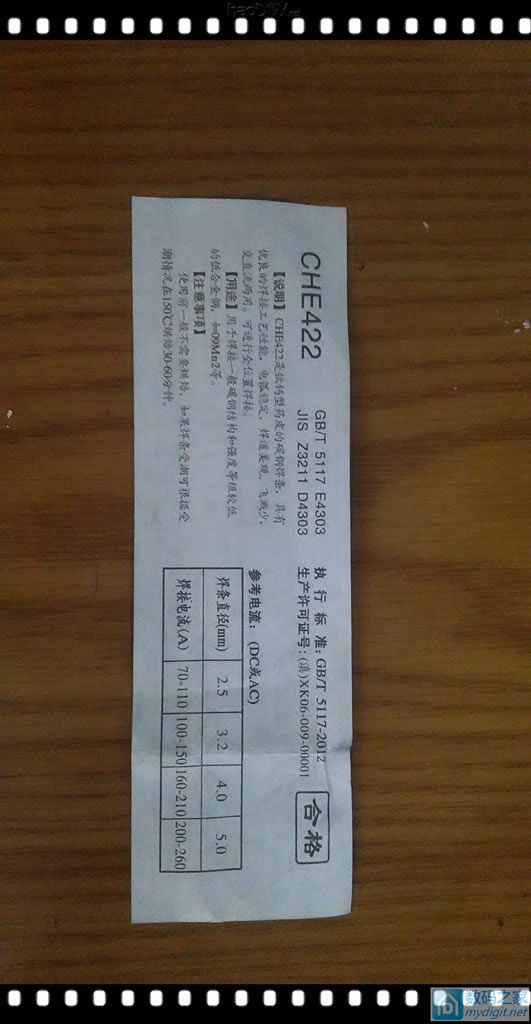 CHE422
GB/T 5117 E4303
JIS Z3211 D4303
执行标准:GB/T 5117-2012
生产许可证号:(滇)XK06-009-00001
合格
【说明】CHE422是钛钙型药皮的碳钢焊条,具有
优良的焊接工艺性能,电弧稳定,焊道美观,飞溅少,
交直流两用。可进行全位置焊接。
【用途】用于焊接一般碳钢结构和强度等级较低
的低合金钢,如09Mn2等。
【注意事项】
使用前一般不需要烘焙,如果焊条受潮可根据受
潮情况在150℃烘焙30-60分钟。
参考电流:(DC或AC)
焊条直径(mm) 2.5 3.2 4.0 5.0
焊接电流(A) 70-110 100-150 160-210 200-260
数码之家
mydigit.net